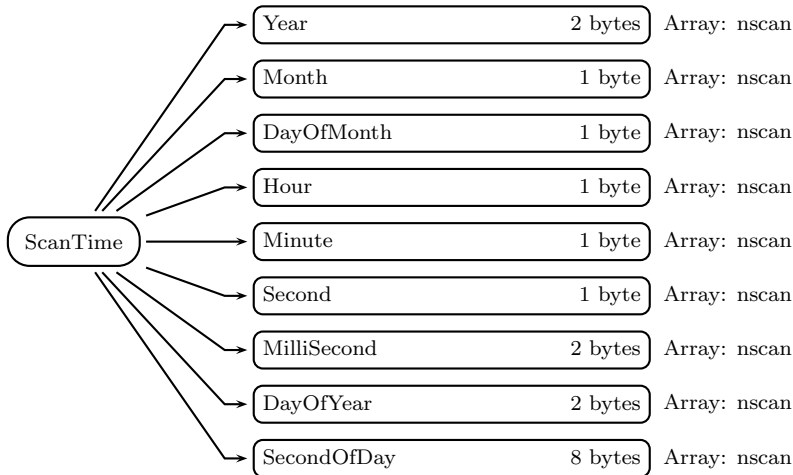 Year 2 bytes Array: nscan
Month 1 byte Array: nscan
DayOfMonth 1 byte Array: nscan
Hour 1 byte Array: nscan
ScanTime Minute 1 byte Array: nscan
Second 1 byte Array: nscan
MilliSecond 2 bytes Array: nscan
DayOfYear 2 bytes Array: nscan
SecondOfDay 8 bytes Array: nscan